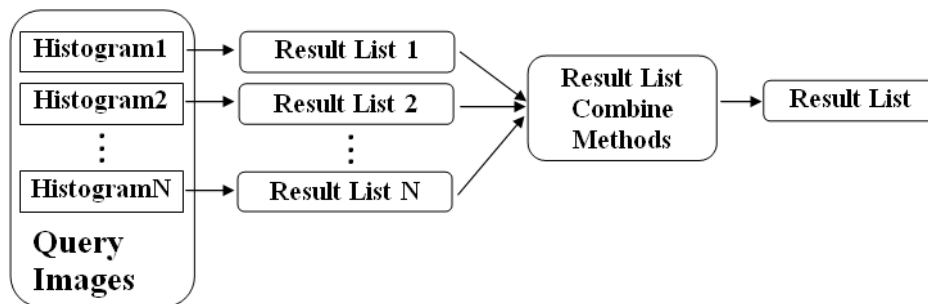 Histogram1
Result List 1
Histogram2
Result List 2
HistogramN
Result List N
Query
Images
Result List
Combine
Methods
Result List